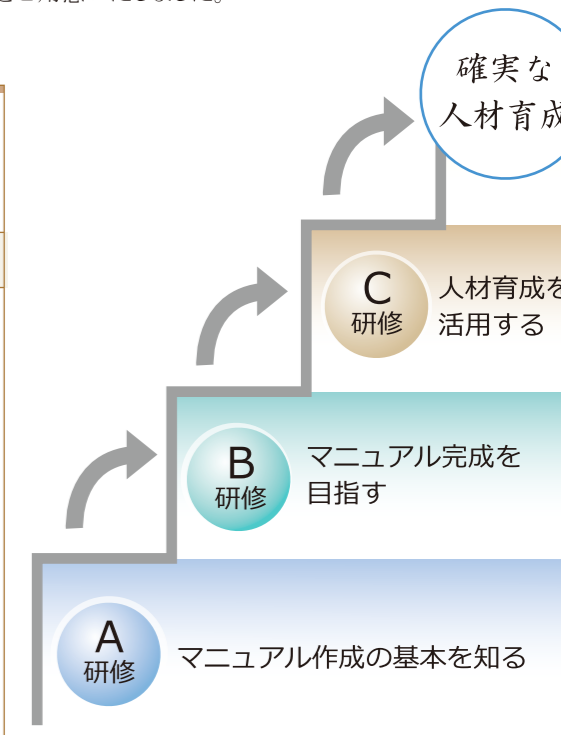 確実な
人材育成
C
研修
人材育成を
活用する
B
研修
マニュアル完成を
目指す
A
研修
マニュアル作成の基本を知る